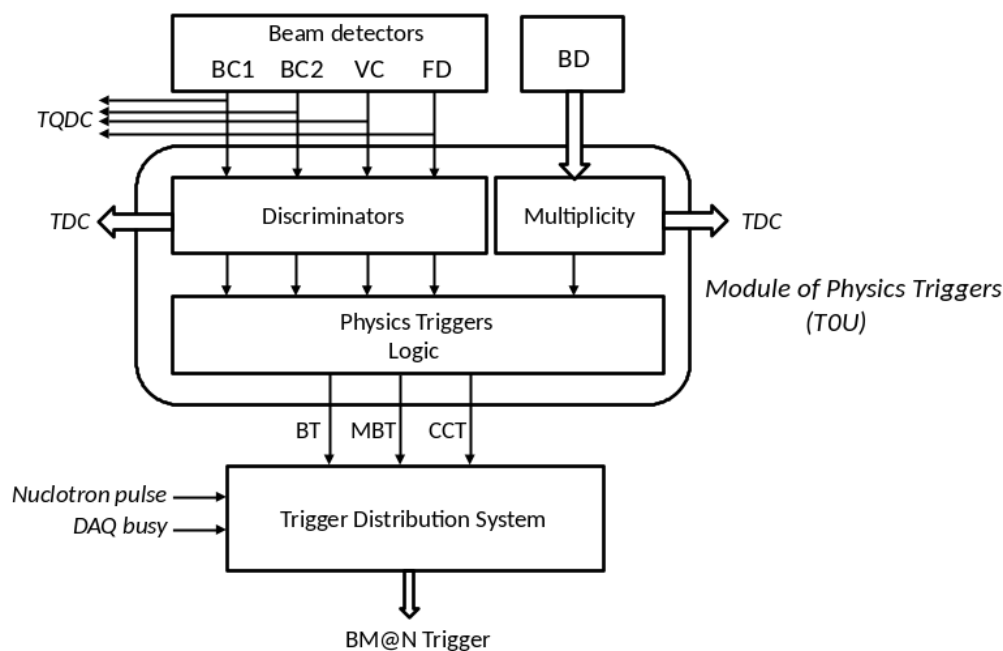 Beam detectors
BC1 BC2 VC FD
BD
TQDC
TDC
Discriminators
Multiplicity
TDC
Module of Physics Triggers
(T0U)
Physics Triggers
Logic
BT MBT CCT
Nuclotron pulse
DAQ busy
Trigger Distribution System
BM@N Trigger